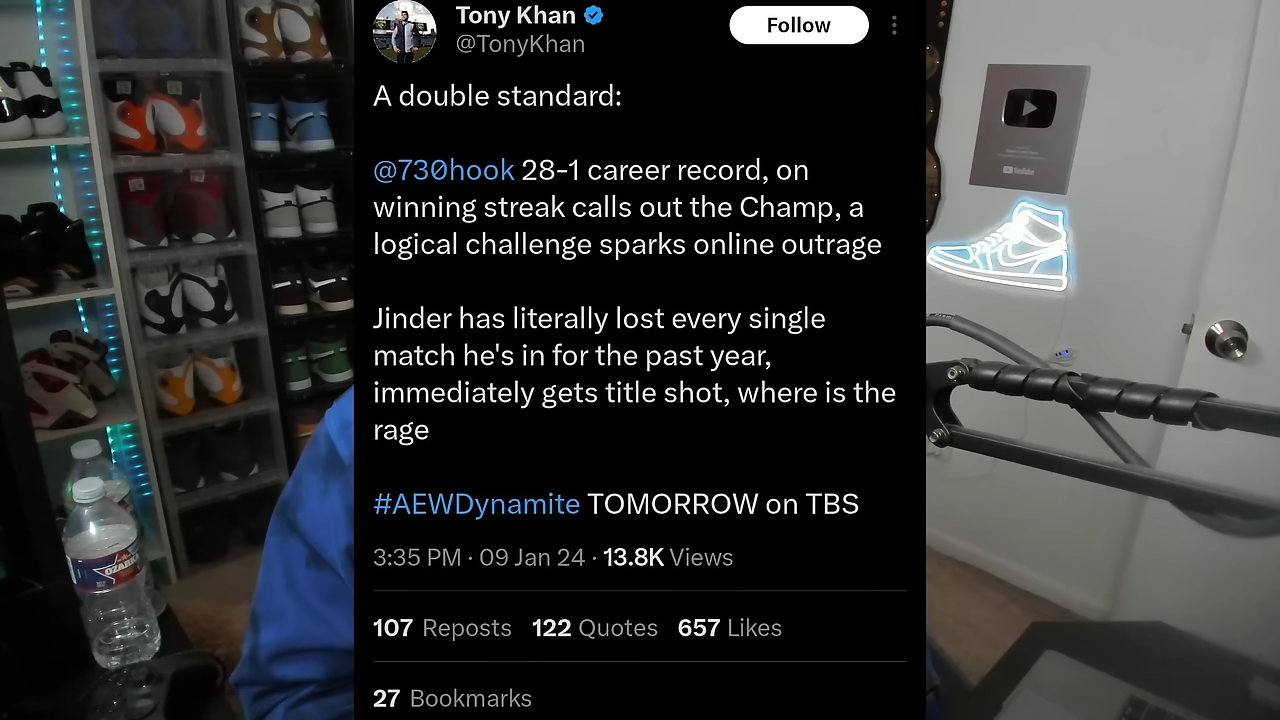 Tony Khan
@TonyKhan
Follow
A double standard:
@730hook 28-1 career record, on
winning streak calls out the Champ, a
logical challenge sparks online outrage
Jinder has literally lost every single
match he's in for the past year,
immediately gets title shot, where is the
rage
#AEWDynamite TOMORROW on TBS
3:35 PM · 09 Jan 24 · 13.8K Views
107 Reposts 122 Quotes 657 Likes
27 Bookmarks
YouTube